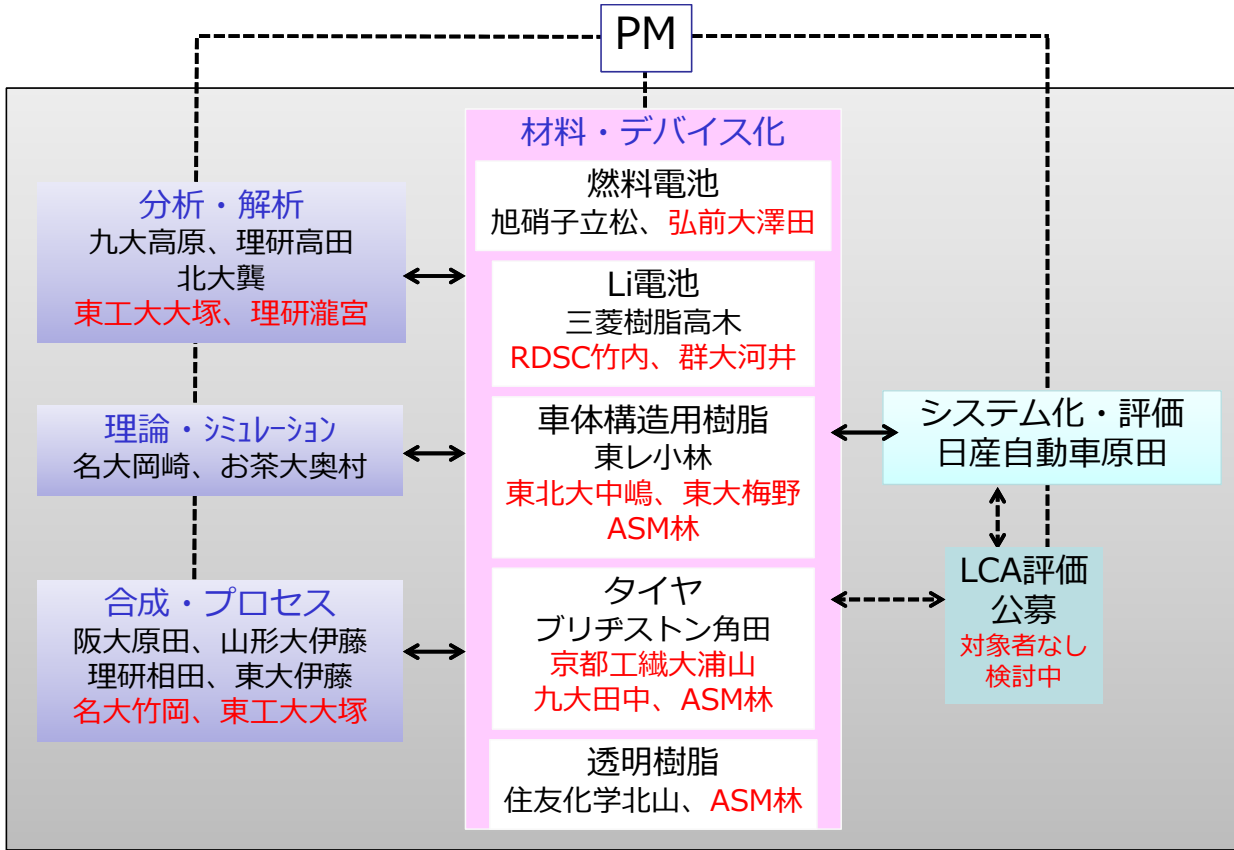 PM
材料・デバイス化
燃料電池
旭硝子立松、弘前大澤田
Li電池
三菱樹脂高木
RDSC竹内、群大河井
車体構造用樹脂
東レ小林
東北大中嶋、東大梅野
ASM林
タイヤ
ブリヂストン角田
京都工繊大浦山
九大田中、ASM林
透明樹脂
住友化学北山、ASM林
分析・解析
九大高原、理研高田
北大龔
東工大大塚、理研瀧宮
理論・ｼﾐｭﾚｰｼｮﾝ
名大岡崎、お茶大奥村
合成・プロセス
阪大原田、山形大伊藤
理研相田、東大伊藤
名大竹岡、東工大大塚
システム化・評価
日産自動車原田
LCA評価
公募
対象者なし
検討中